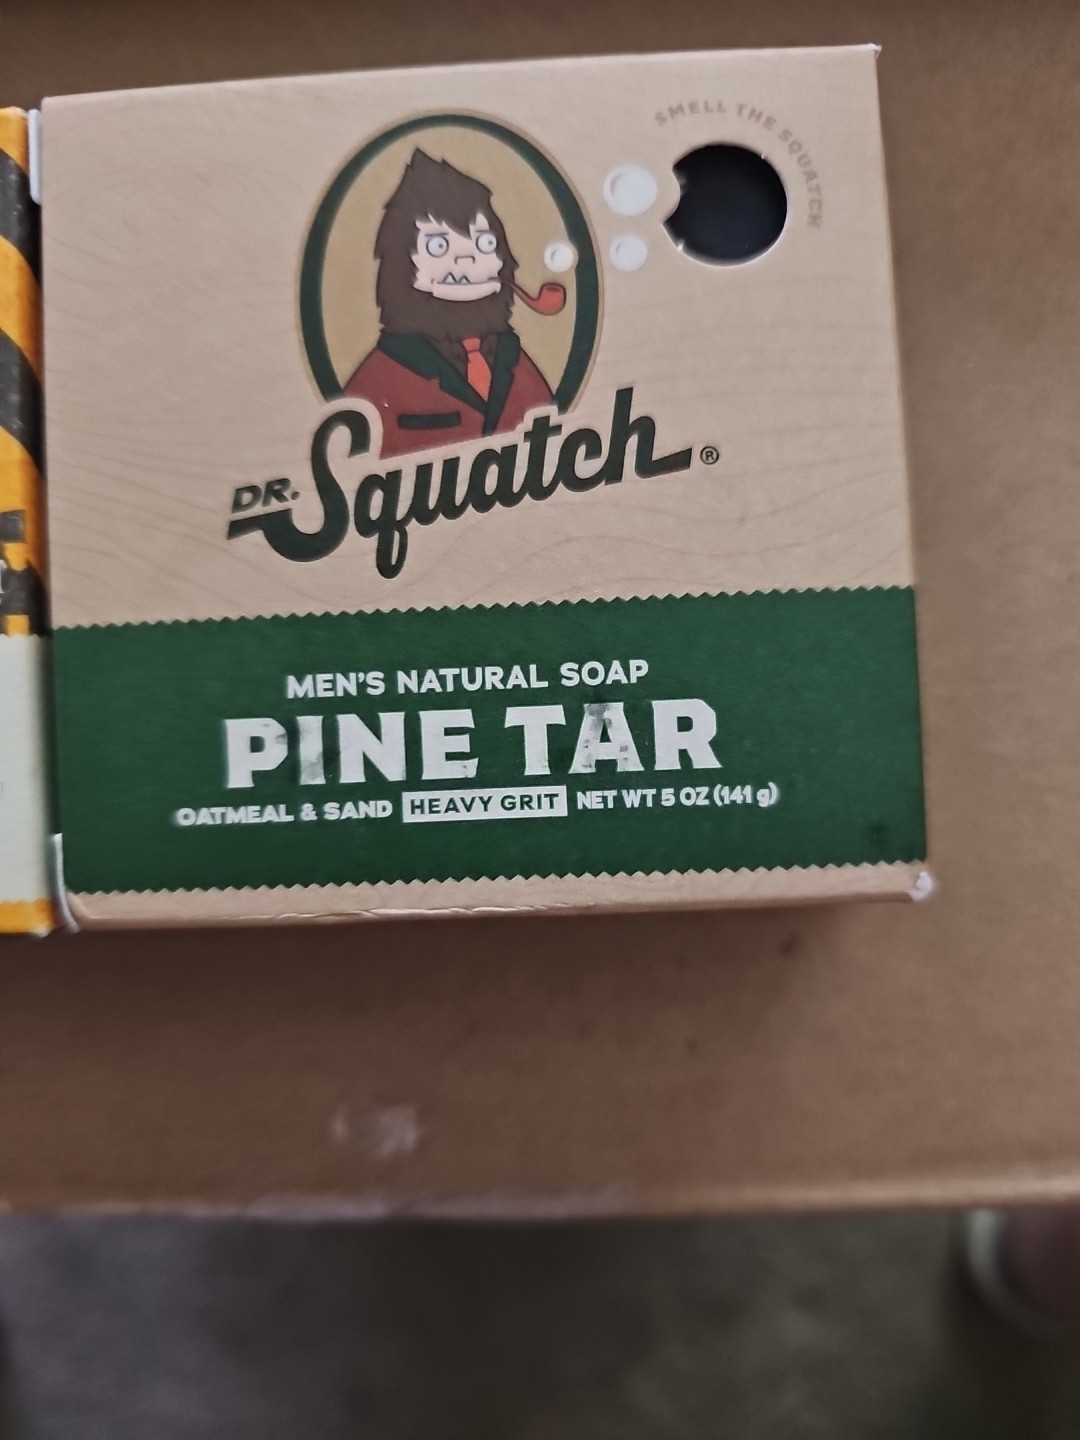 SMELL THE SQUATCH
DR. Squatch®
MEN'S NATURAL SOAP
PINE TAR
OATMEAL & SAND HEAVY GRIT NET WT 5 OZ (141 g)